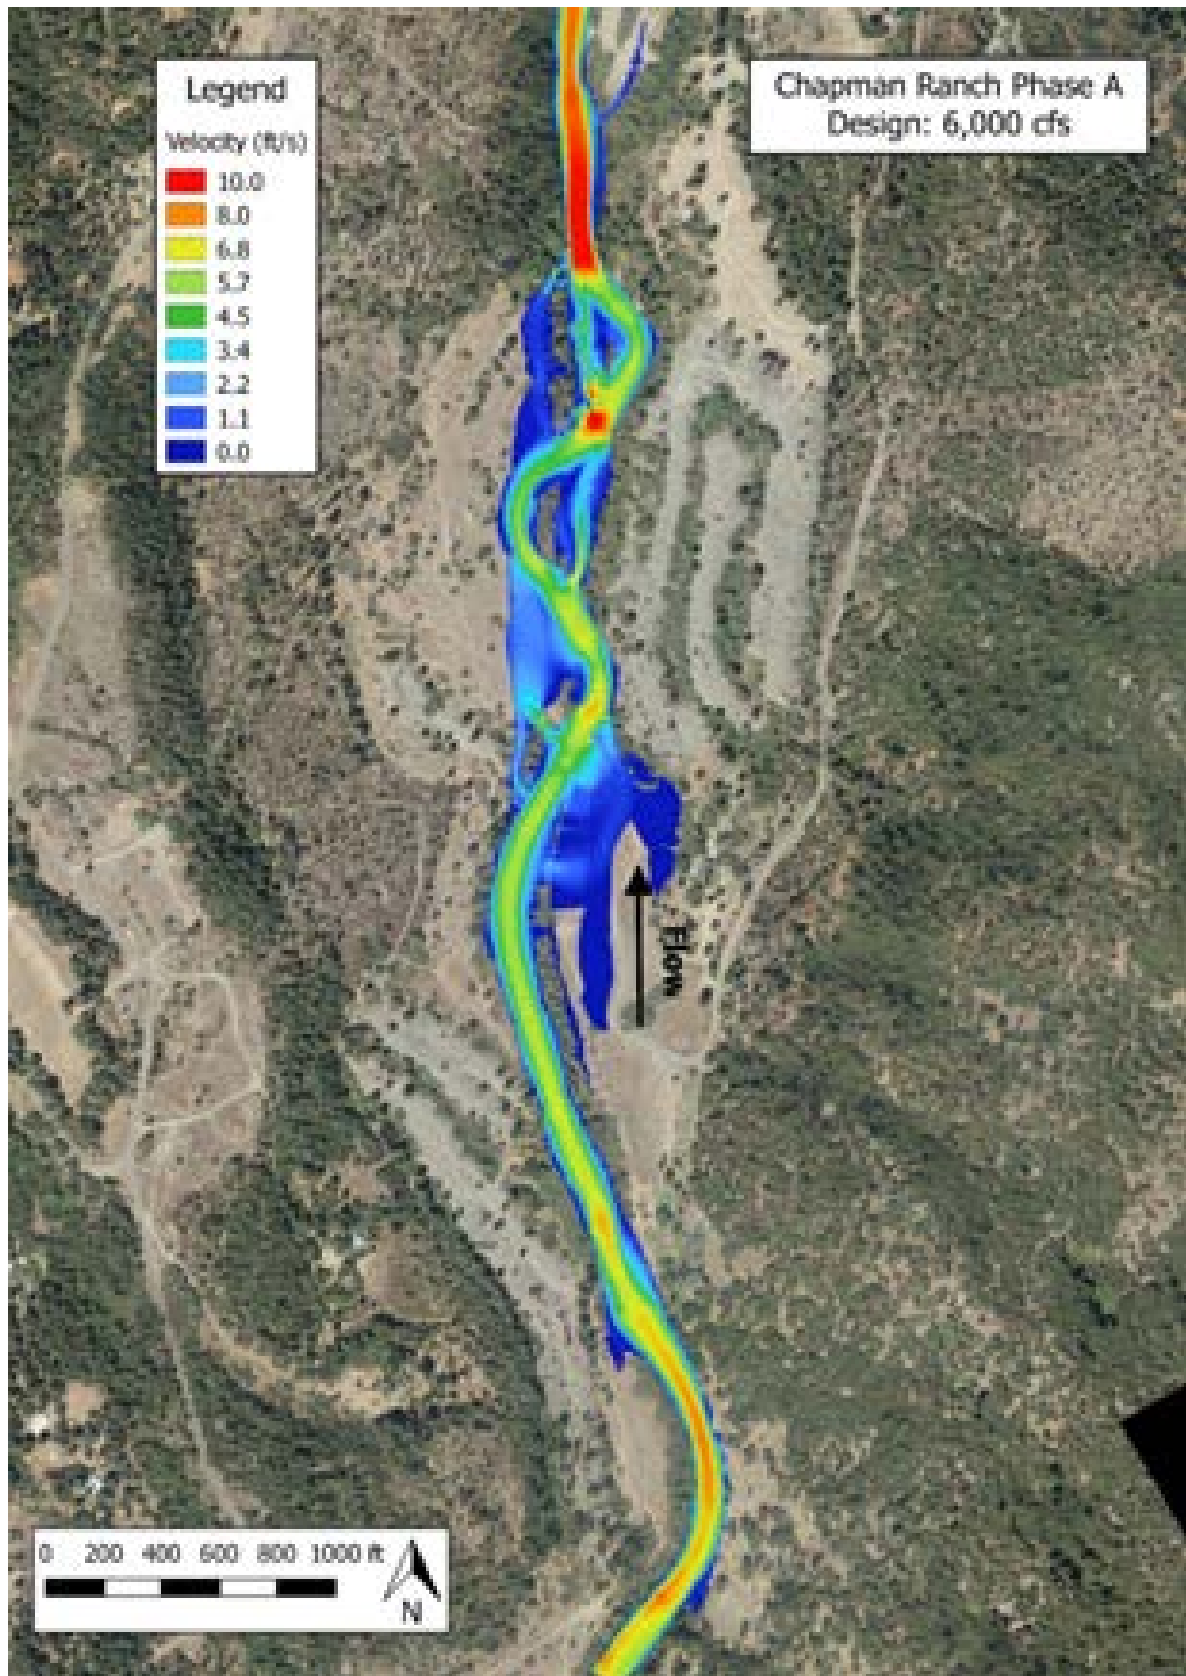 Legend
Velocity (ft/s)
10.0
8.0
6.8
5.7
4.5
3.4
2.2
1.1
0.0
Chapman Ranch Phase A
Design: 6,000 cfs
Flow
0 200 400 600 800 1000 ft
N